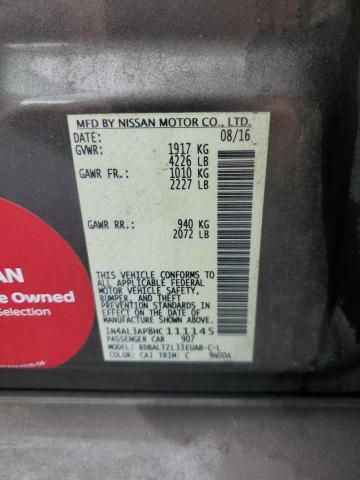 MFD BY NISSAN MOTOR CO., LTD.
DATE: 08/16
GVWR: 1917 KG
4226 LB
GAWR FR.: 1010 KG
2227 LB
GAWR RR.: 940 KG
2072 LB
THIS VEHICLE CONFORMS TO
ALL APPLICABLE FEDERAL
MOTOR VEHICLE SAFETY,
BUMPER, AND THEFT
PREVENTION STANDARDS IN
EFFECT ON THE DATE OF
MANUFACTURE SHOWN ABOVE.
1N4AL3AP8HC111145
PASSENGER CAR 907
MODEL: BDBALTZL33EUAB-C-L
COLOR: CAJ TRIM: C
AN
e Owned
Selection